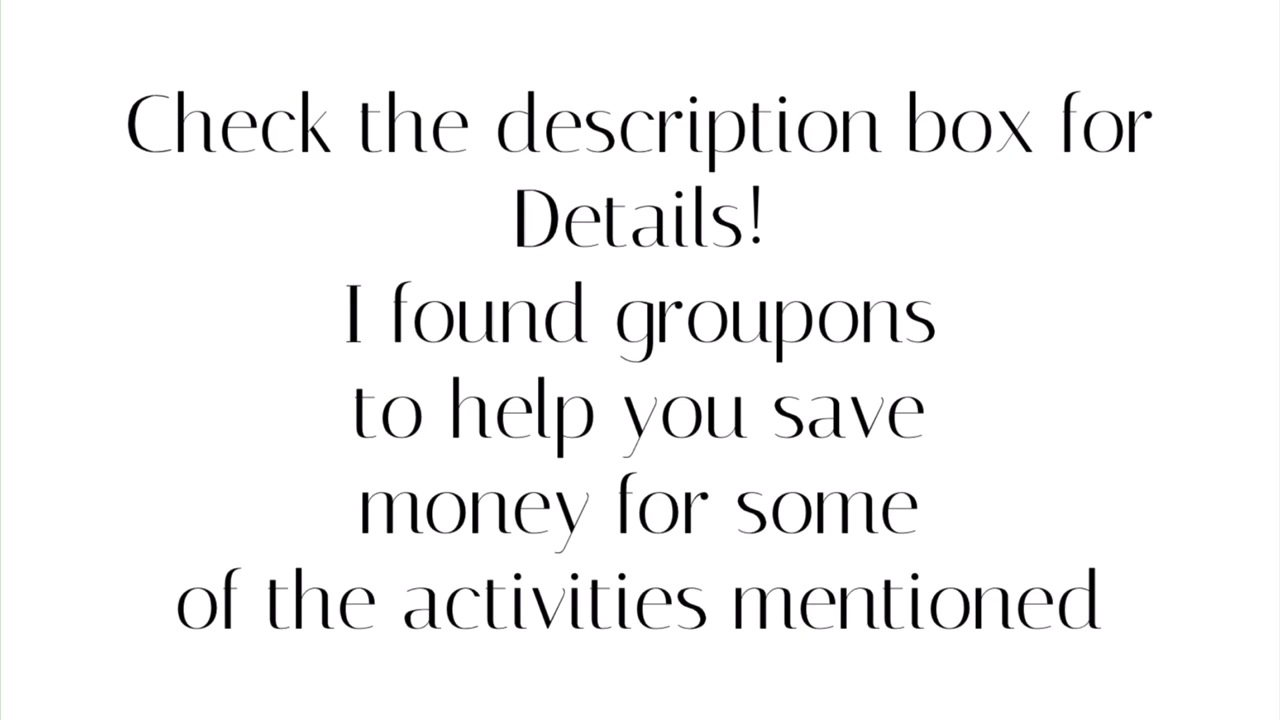 Check the description box for
Details!
I found groupons
to help you save
money for some
of the activities mentioned